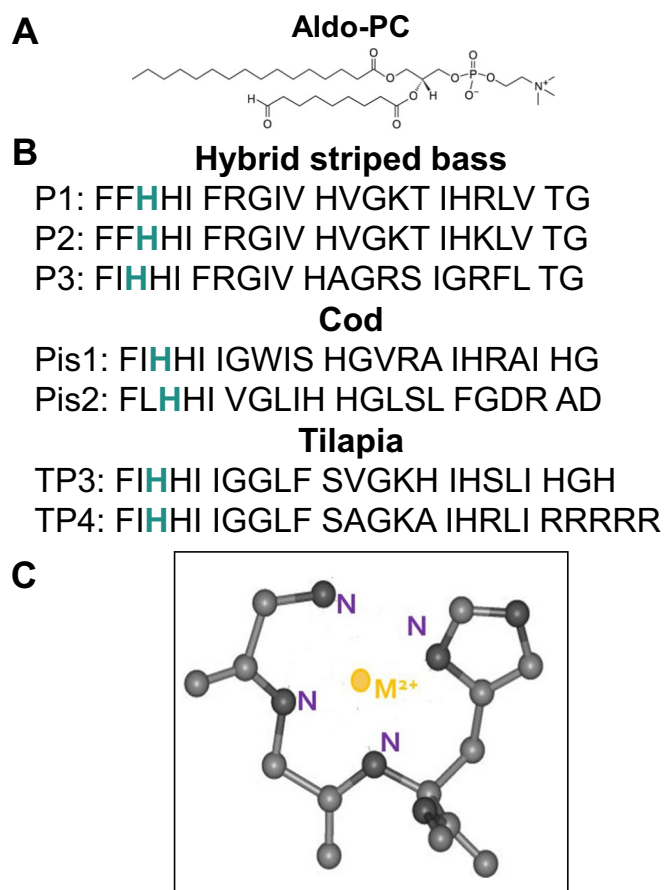 A
Aldo-PC
O
O
O
P
O
O⁻
N⁺
H
O
O
H
O
B
Hybrid striped bass
P1: FFHHI FRGIV HVGKT IHRLV TG
P2: FFHHI FRGIV HVGKT IHKLV TG
P3: FIHHI FRGIV HAGRS IGRFL TG
Cod
Pis1: FIHHI IGWIS HGVRA IHRAI HG
Pis2: FLHHI VGLIH HGLSL FGDR AD
Tilapia
TP3: FIHHI IGGLF SVGKH IHSLI HGH
TP4: FIHHI IGGLF SAGKA IHRLI RRRRR
C
N
N
M²⁺
N
N